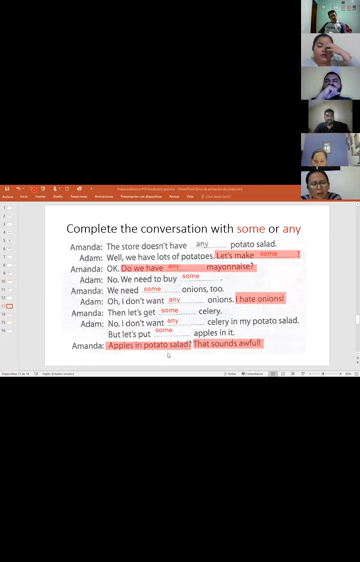 Complete the conversation with some or any
Amanda: The store doesn't have any potato salad.
Adam: Well, we have lots of potatoes. Let's make some !
Amanda: OK. Do we have any mayonnaise?
Adam: No. We need to buy some .
Amanda: We need some onions, too.
Adam: Oh, I don't want any onions. I hate onions!
Amanda: Then let's get some celery.
Adam: No. I don't want any celery in my potato salad.
But let's put some apples in it.
Amanda: Apples in potato salad? That sounds awful!